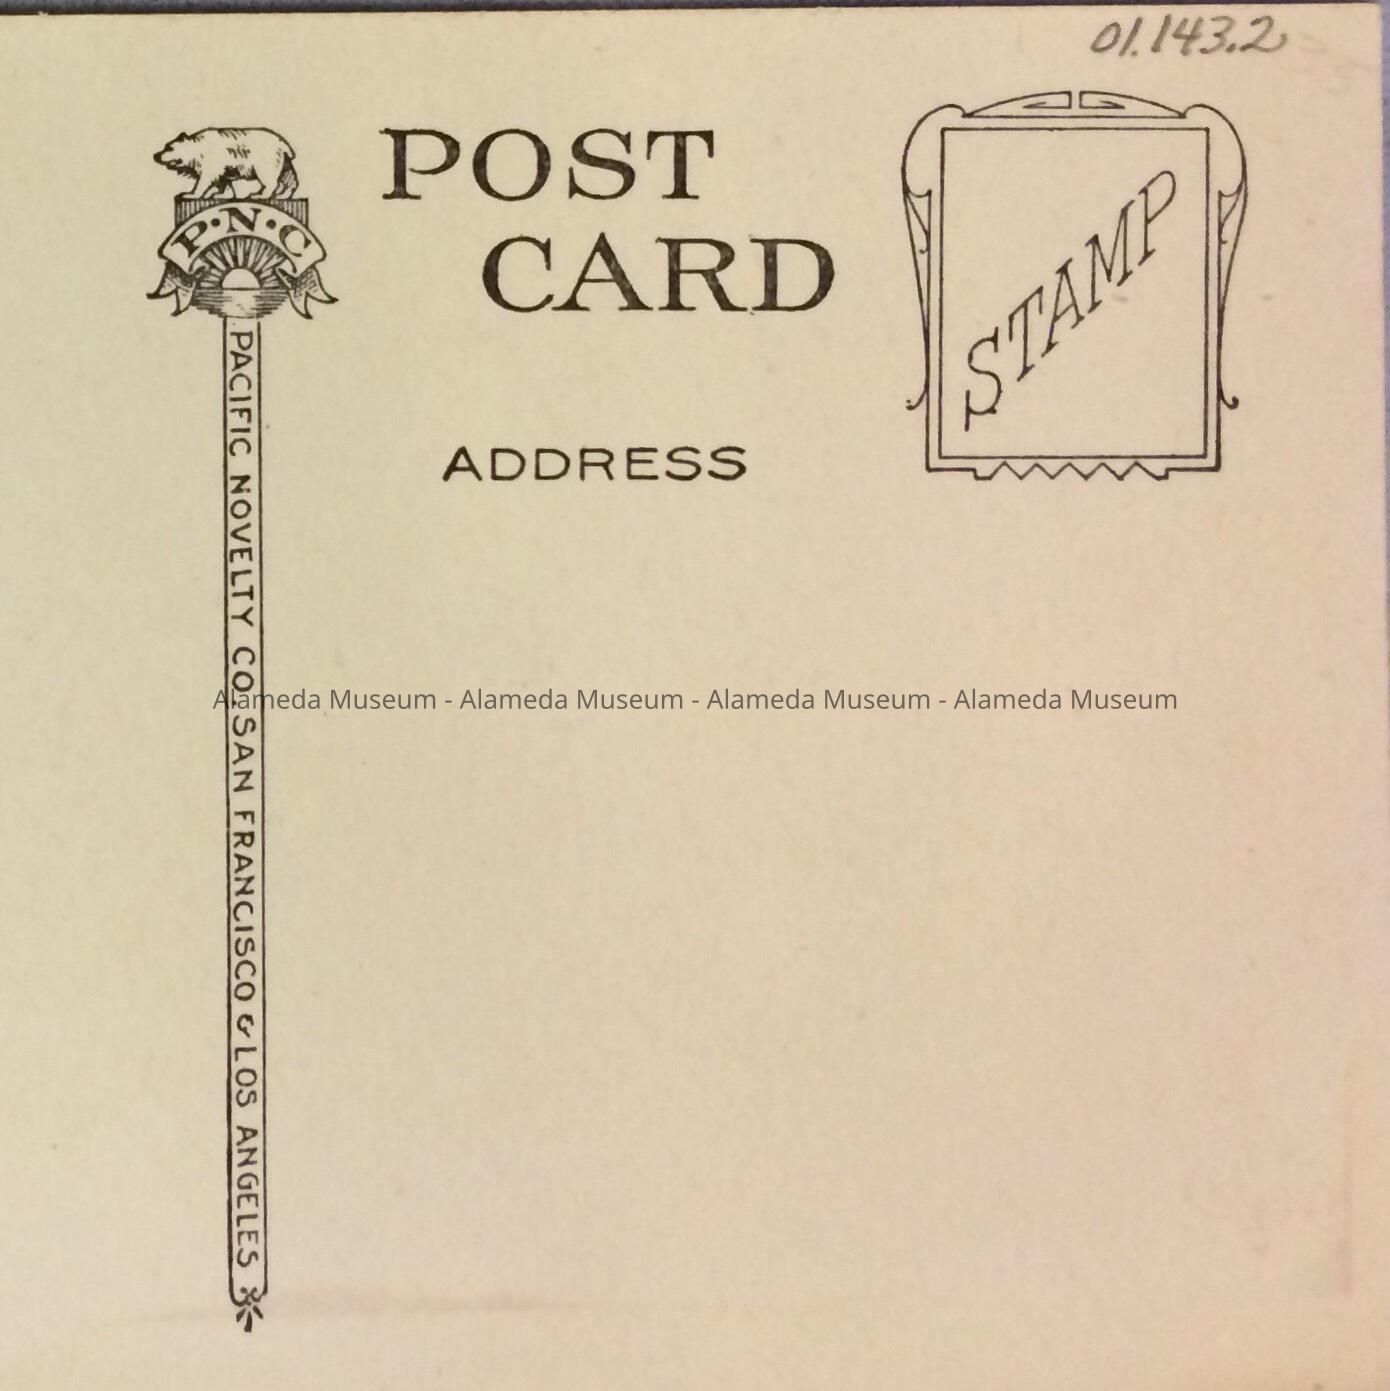 01.143.2
P·N·C
POST
CARD
STAMP
ADDRESS
PACIFIC NOVELTY CO SAN FRANCISCO & LOS ANGELES
Alameda Museum - Alameda Museum - Alameda Museum - Alameda Museum